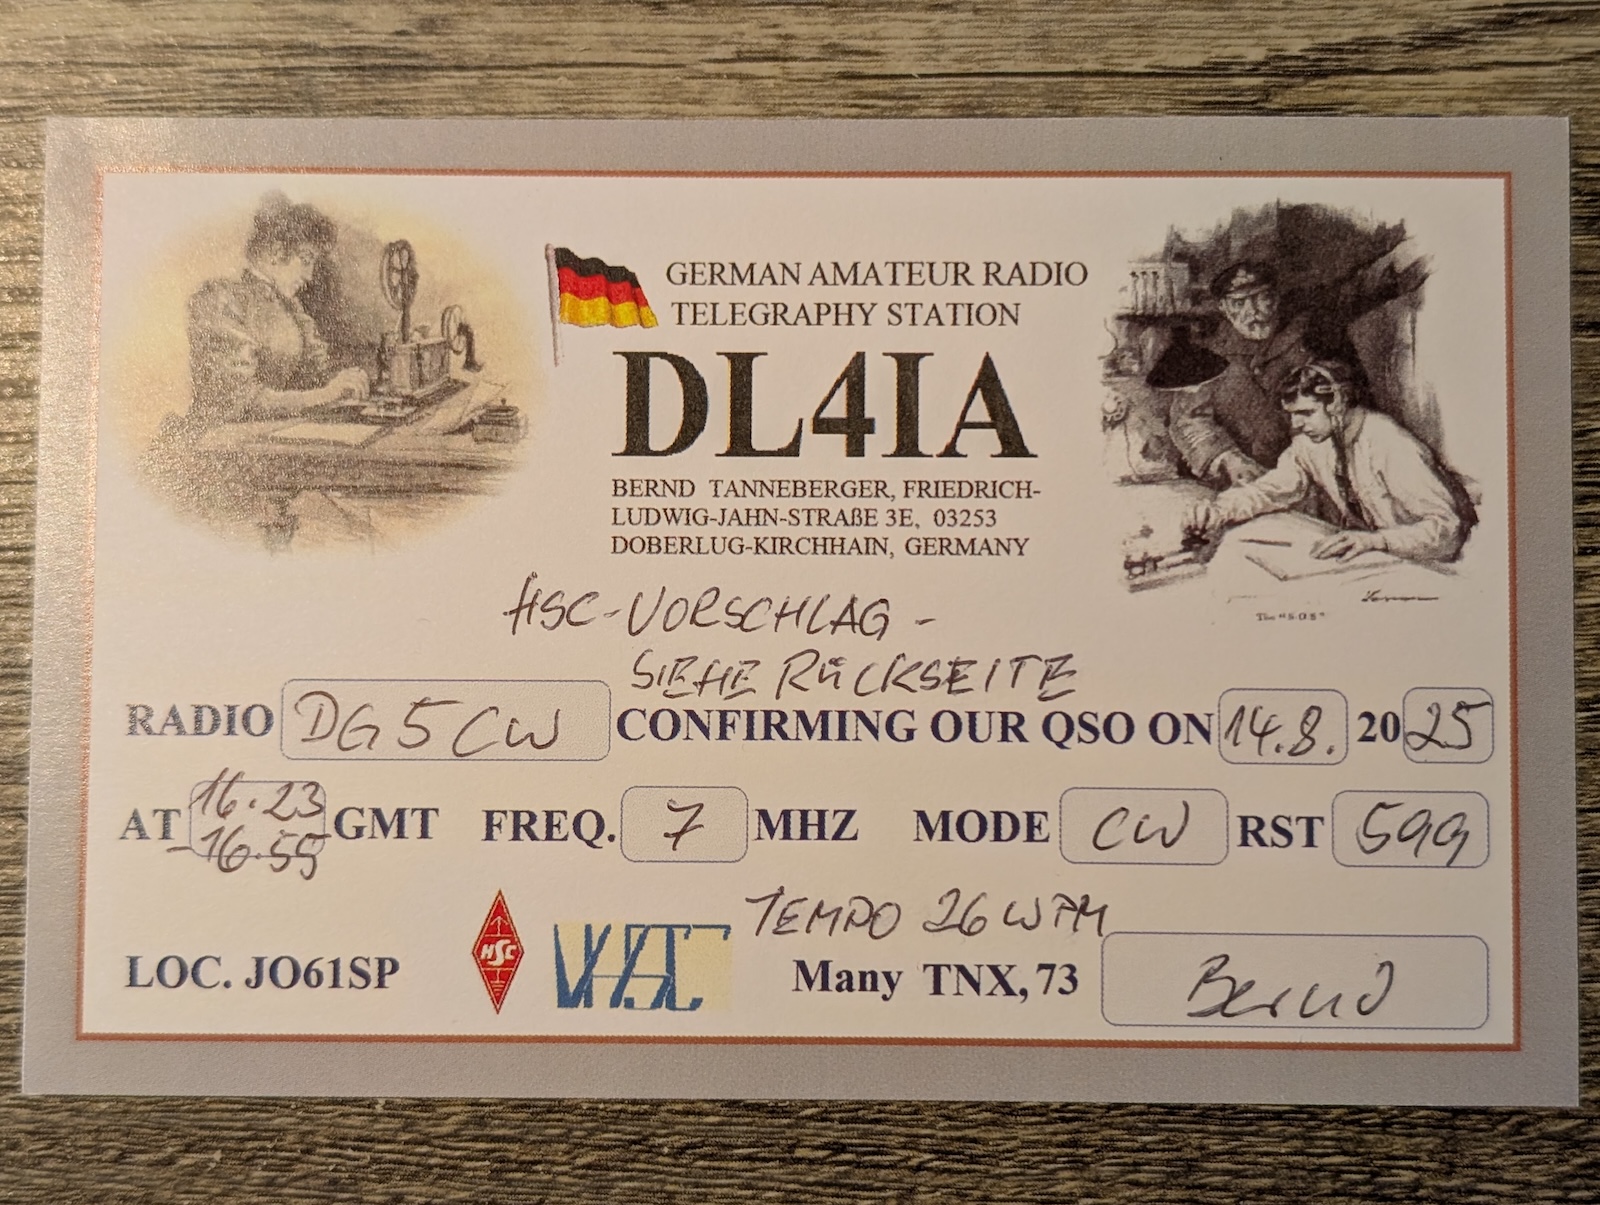 GERMAN AMATEUR RADIO
TELEGRAPHY STATION
DL4IA
BERND TANNEBERGER, FRIEDRICH-
LUDWIG-JAHN-STRAßE 3E, 03253
DOBERLUG-KIRCHHAIN, GERMANY
The "S.O.S"
HSC-VORSCHLAG -
SIEHE RÜCKSEITE
RADIO DG5CW CONFIRMING OUR QSO ON 14.8. 2025
AT 16.23 GMT FREQ. 7 MHZ MODE CW RST 599
-16.55
TEMPO 26 WPM
LOC. JO61SP HSC VHSC Many TNX, 73 Bernd